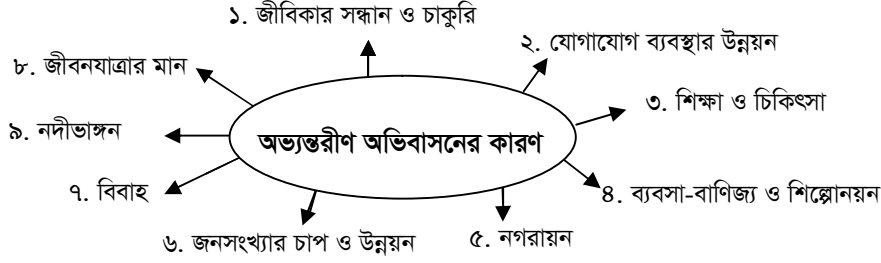 ১. জীবিকার সন্ধান ও চাকুরি
২. যোগাযোগ ব্যবস্থার উন্নয়ন
৩. শিক্ষা ও চিকিৎসা
৪. ব্যবসা-বাণিজ্য ও শিল্পোনয়ন
৫. নগরায়ন
৬. জনসংখ্যার চাপ ও উন্নয়ন
৭. বিবাহ
৯. নদীভাঙ্গন
৮. জীবনযাত্রার মান
অভ্যন্তরীণ অভিবাসনের কারণ